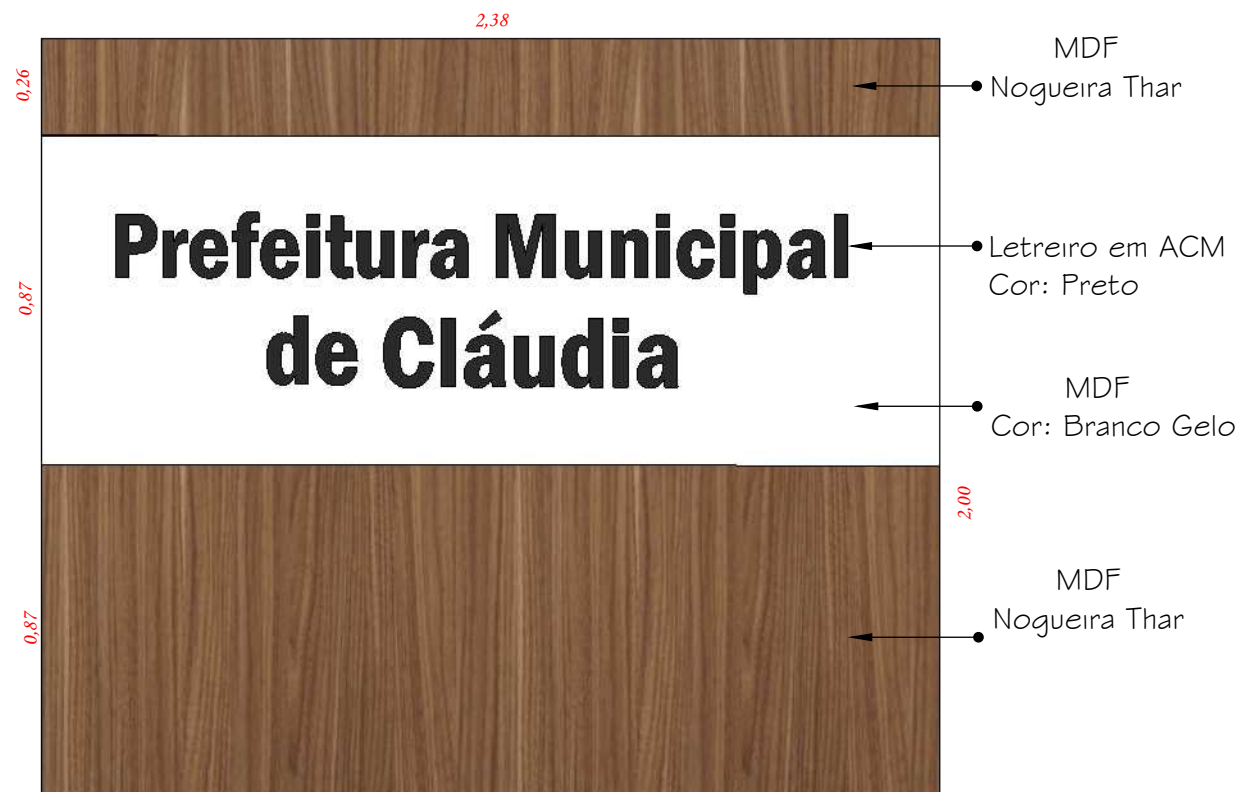 2,38
0,26
MDF
Nogueira Thar
Prefeitura Municipal
de Cláudia
Letreiro em ACM
Cor: Preto
0,87
MDF
Cor: Branco Gelo
2,00
MDF
Nogueira Thar
0,87